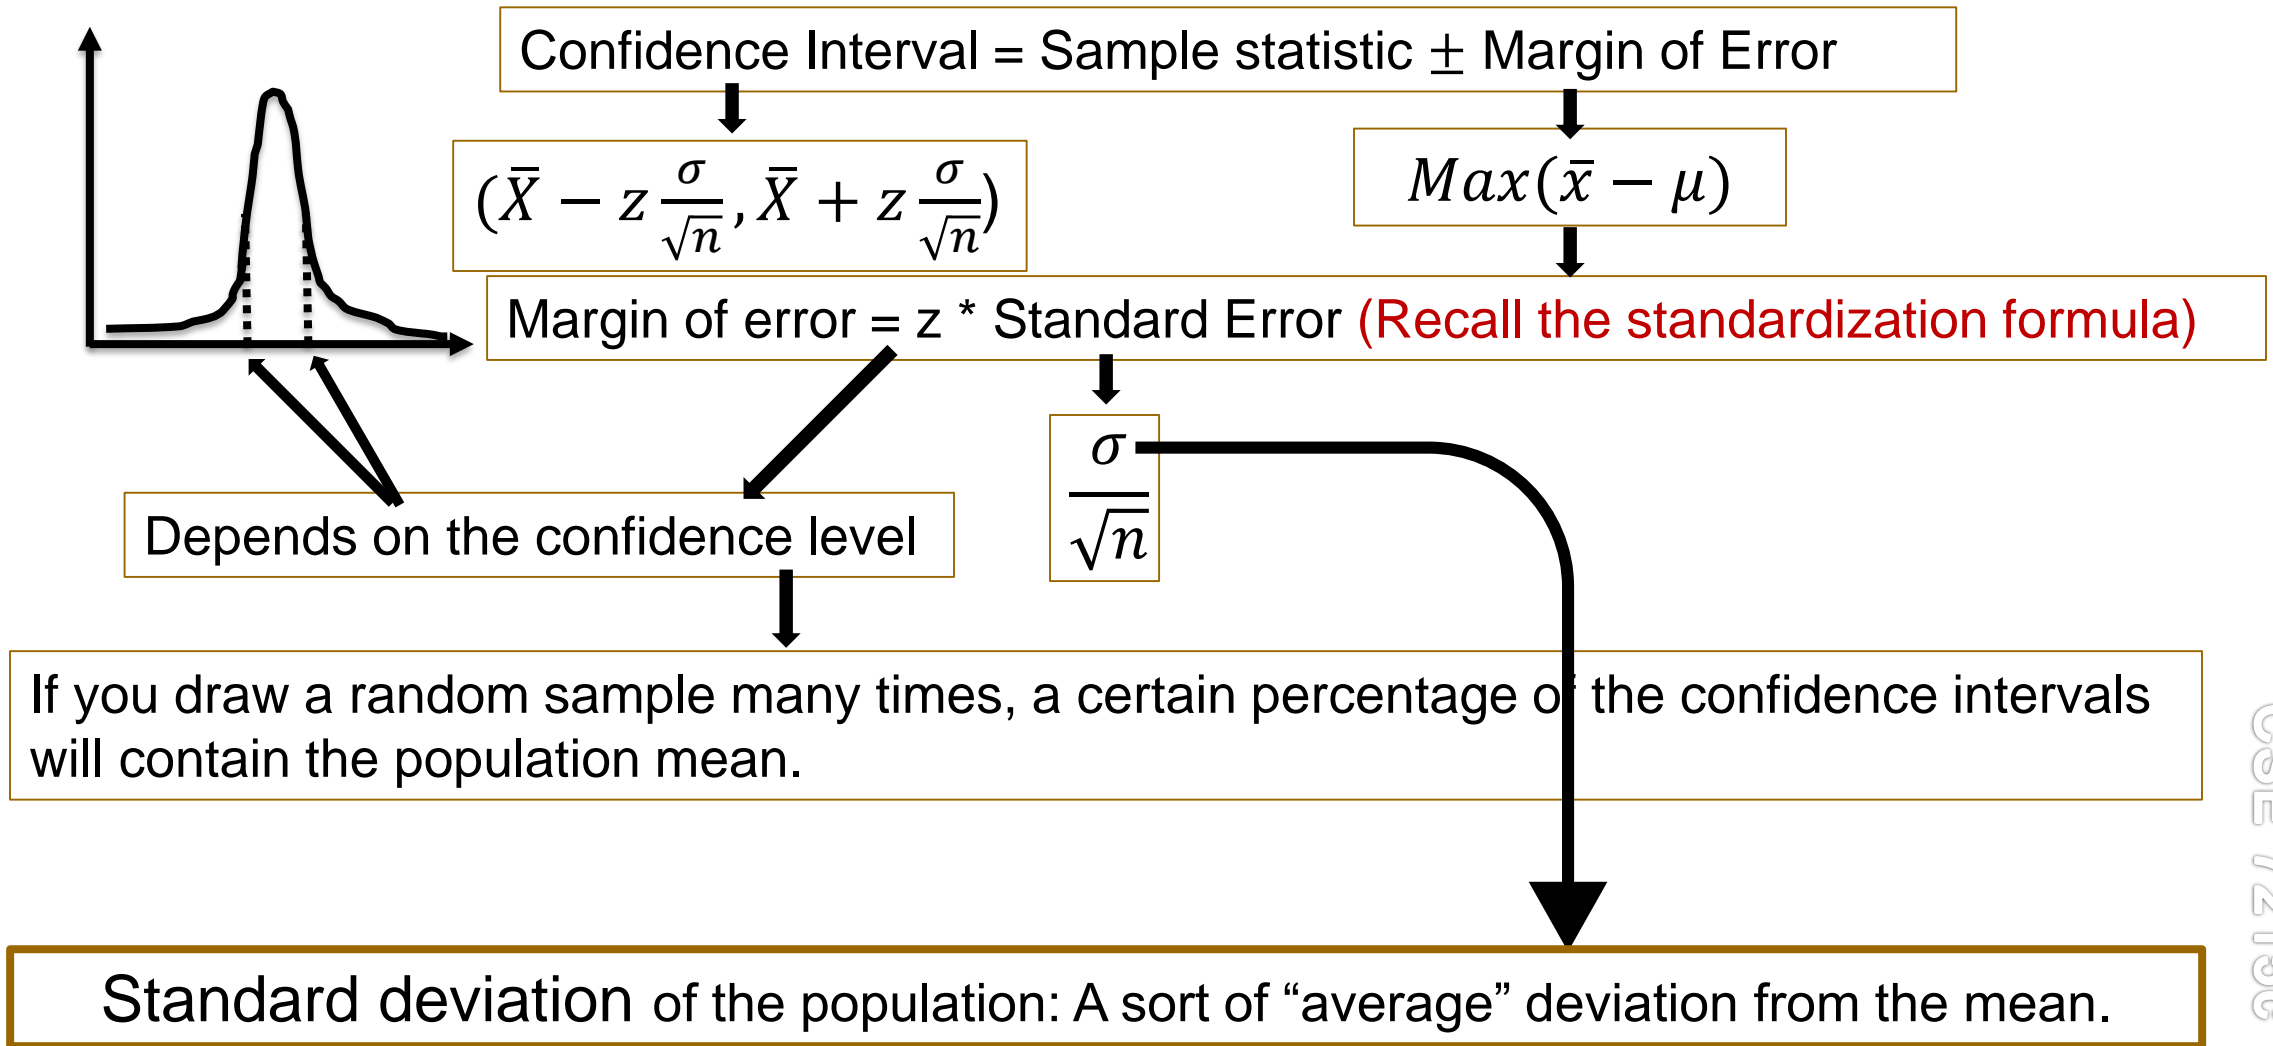 Confidence Interval = Sample statistic ± Margin of Error
(X̄ − z σ/√n, X̄ + z σ/√n)
Max(x̄ − μ)
Margin of error = z * Standard Error (Recall the standardization formula)
σ/√n
Depends on the confidence level
If you draw a random sample many times, a certain percentage of the confidence intervals
will contain the population mean.
Standard deviation of the population: A sort of “average” deviation from the mean.